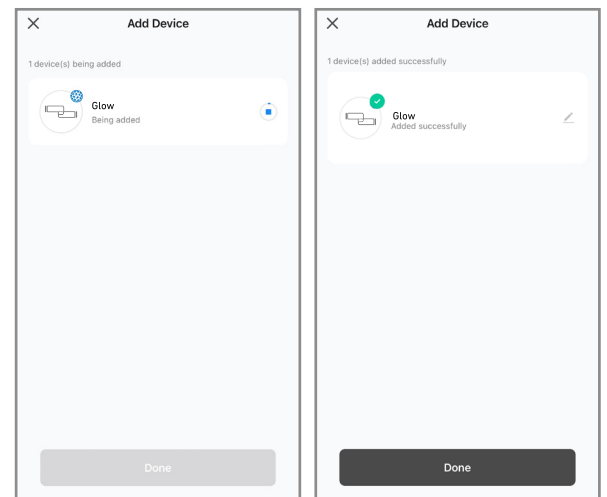 Add Device
1 device(s) being added
Glow
Being added
Done
Add Device
1 device(s) added successfully
Glow
Added successfully
Done